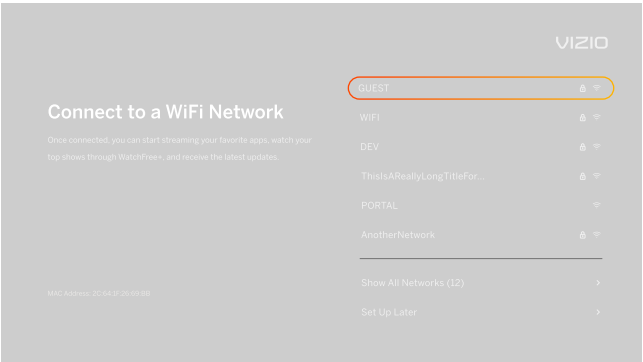 VIZIO
Connect to a WiFi Network
Once connected, you can start streaming your favorite apps, watch your
top shows through WatchFree+, and receive the latest updates.
MAC Address:
GUEST
WIFI
DEV
ThisIsAReallyLongTitleFor...
PORTAL
AnotherNetwork
Show All Networks (12)
Set Up Later